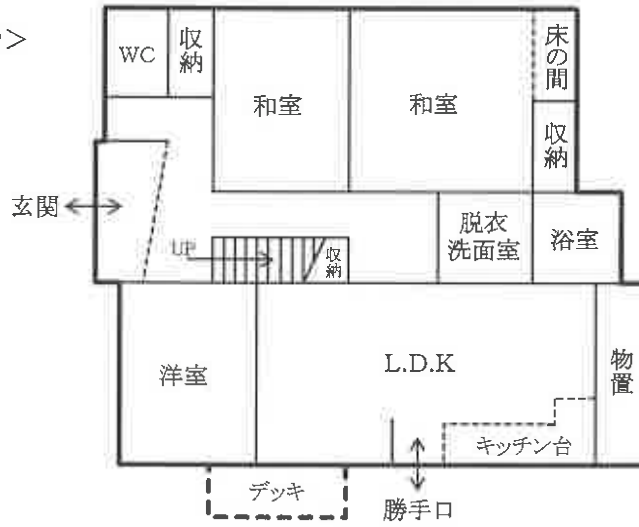 >
WC
収納
和室
和室
床の間
収納
玄関
UP
収納
脱衣
洗面室
浴室
洋室
L.D.K
物置
キッチン台
デッキ
勝手口